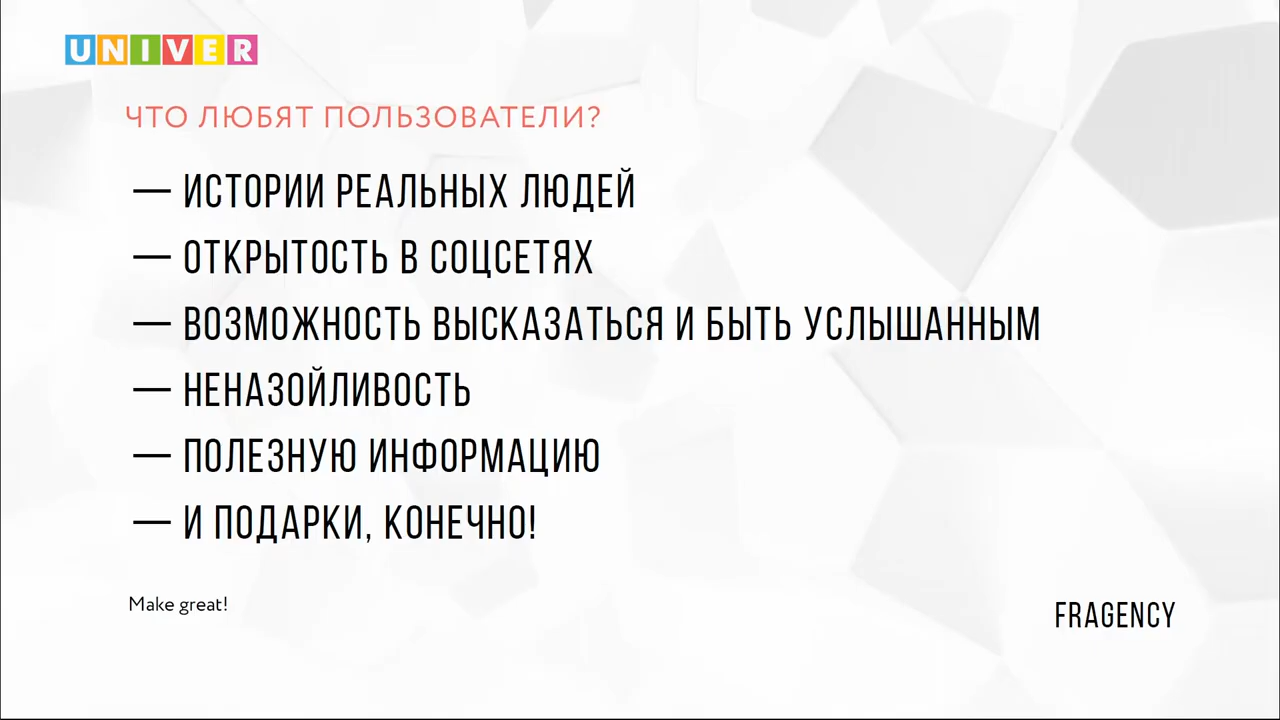 UNIVER
ЧТО ЛЮБЯТ ПОЛЬЗОВАТЕЛИ?
— ИСТОРИИ РЕАЛЬНЫХ ЛЮДЕЙ
— ОТКРЫТОСТЬ В СОЦСЕТЯХ
— ВОЗМОЖНОСТЬ ВЫСКАЗАТЬСЯ И БЫТЬ УСЛЫШАННЫМ
— НЕНАЗОЙЛИВОСТЬ
— ПОЛЕЗНУЮ ИНФОРМАЦИЮ
— И ПОДАРКИ, КОНЕЧНО!
Make great!
FRAGENCY